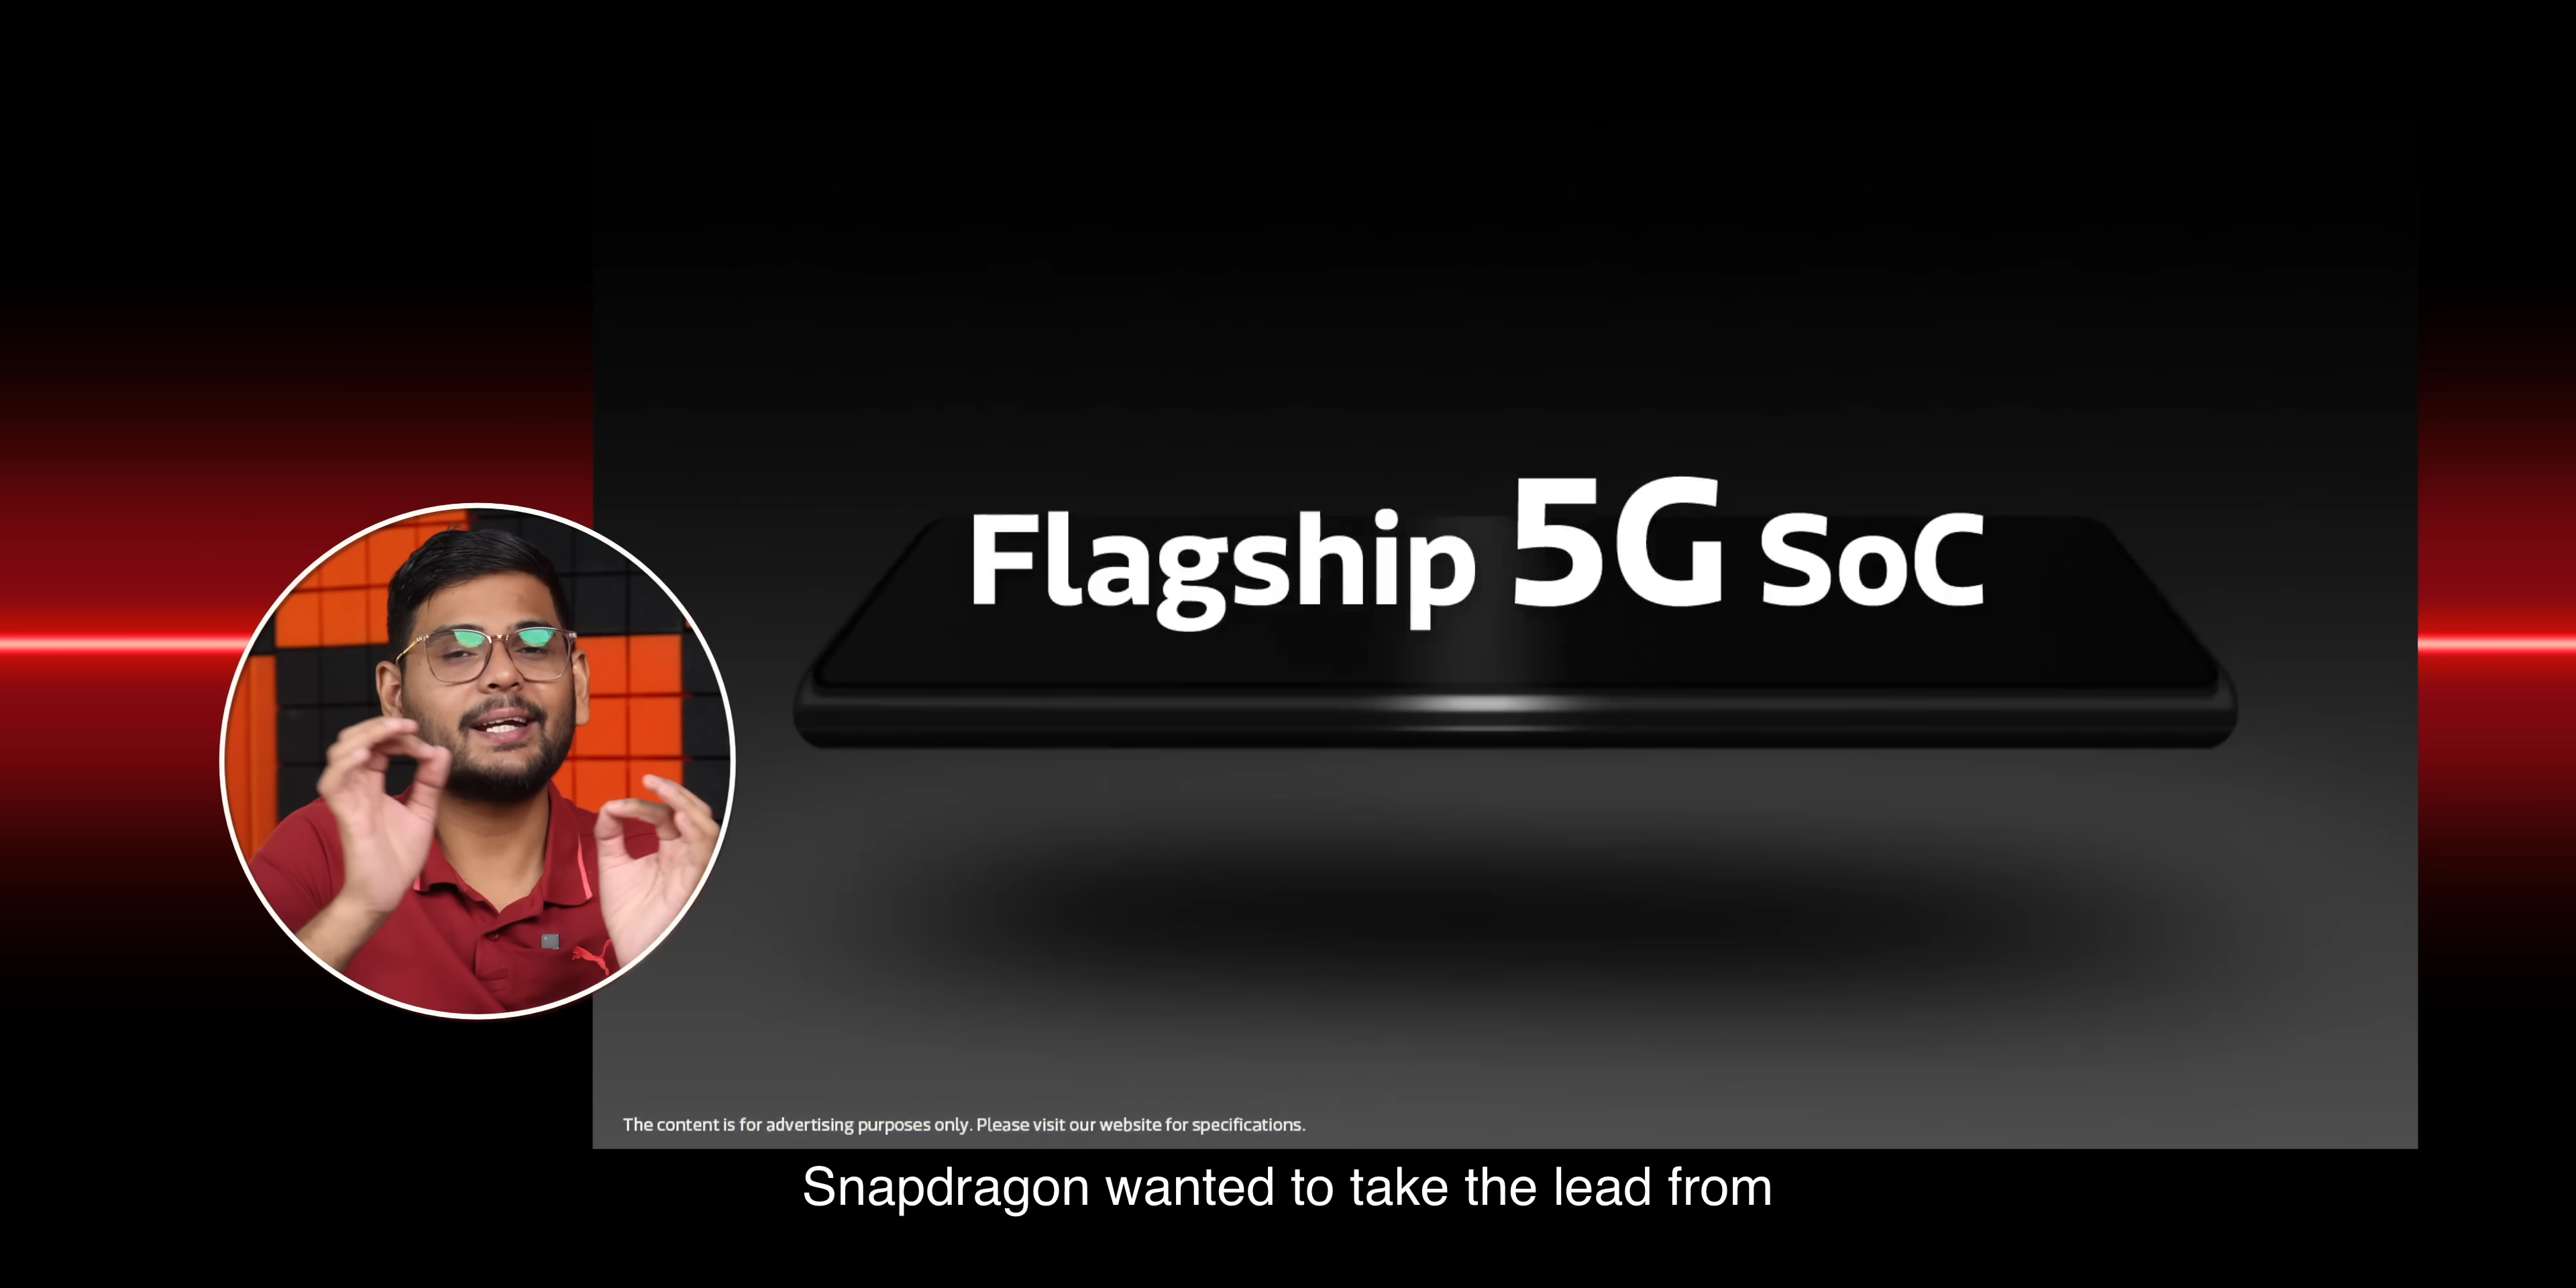 Flagship 5G SoC
The content is for advertising purposes only. Please visit our website for specifications.
Snapdragon wanted to take the lead from